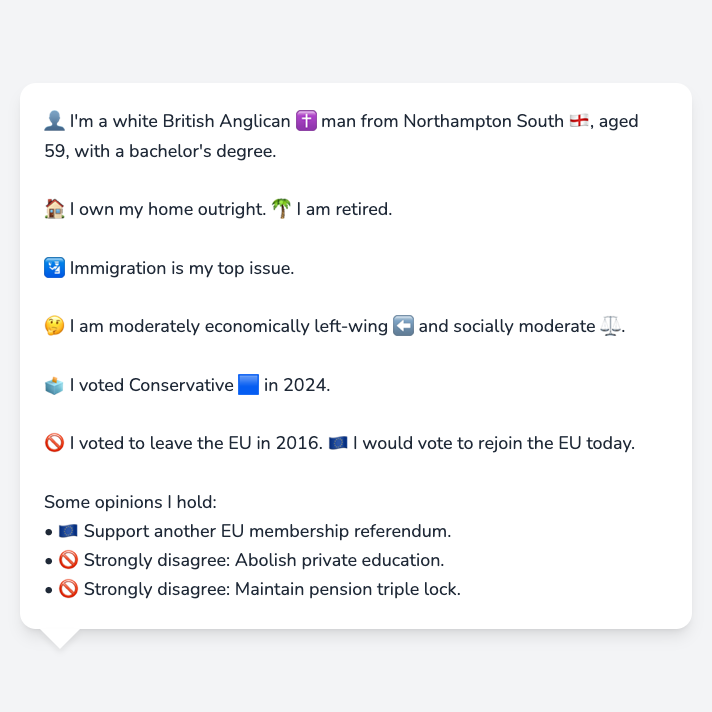 👤 I'm a white British Anglican ✝️ man from Northampton South 🏴󠁧󠁢󠁥󠁮󠁧󠁿, aged
59, with a bachelor's degree.
🏠 I own my home outright. 🌴 I am retired.
🛂 Immigration is my top issue.
🤔 I am moderately economically left-wing ⬅️ and socially moderate ⚖️.
🗳️ I voted Conservative 🟦 in 2024.
🚫 I voted to leave the EU in 2016. 🇪🇺 I would vote to rejoin the EU today.
Some opinions I hold:
• 🇪🇺 Support another EU membership referendum.
• 🚫 Strongly disagree: Abolish private education.
• 🚫 Strongly disagree: Maintain pension triple lock.